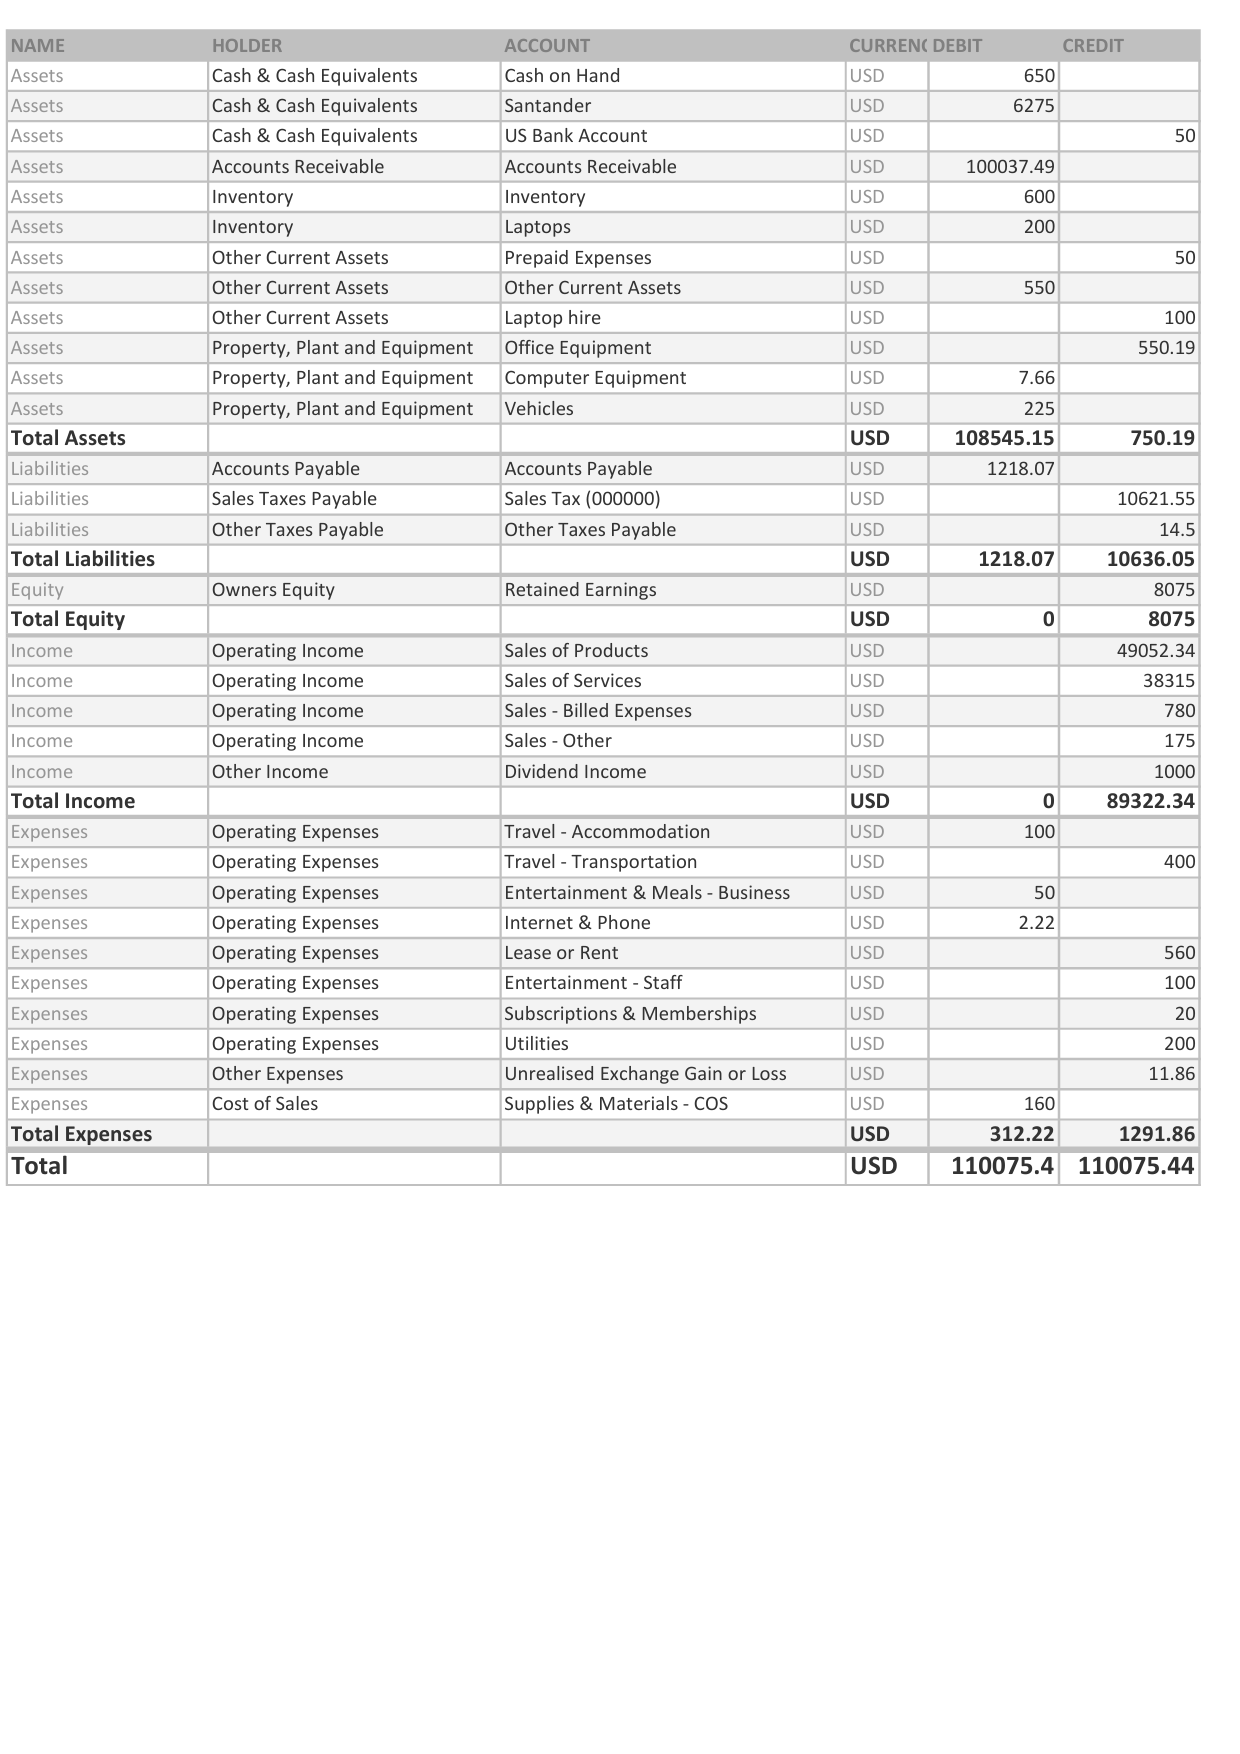 NAME HOLDER ACCOUNT CURRENC DEBIT CREDIT
Assets Cash & Cash Equivalents Cash on Hand USD 650
Assets Cash & Cash Equivalents Santander USD 6275
Assets Cash & Cash Equivalents US Bank Account USD 50
Assets Accounts Receivable Accounts Receivable USD 100037.49
Assets Inventory Inventory USD 600
Assets Inventory Laptops USD 200
Assets Other Current Assets Prepaid Expenses USD 50
Assets Other Current Assets Other Current Assets USD 550
Assets Other Current Assets Laptop hire USD 100
Assets Property, Plant and Equipment Office Equipment USD 550.19
Assets Property, Plant and Equipment Computer Equipment USD 7.66
Assets Property, Plant and Equipment Vehicles USD 225
Total Assets USD 108545.15 750.19
Liabilities Accounts Payable Accounts Payable USD 1218.07
Liabilities Sales Taxes Payable Sales Tax (000000) USD 10621.55
Liabilities Other Taxes Payable Other Taxes Payable USD 14.5
Total Liabilities USD 1218.07 10636.05
Equity Owners Equity Retained Earnings USD 8075
Total Equity USD 0 8075
Income Operating Income Sales of Products USD 49052.34
Income Operating Income Sales of Services USD 38315
Income Operating Income Sales - Billed Expenses USD 780
Income Operating Income Sales - Other USD 175
Income Other Income Dividend Income USD 1000
Total Income USD 0 89322.34
Expenses Operating Expenses Travel - Accommodation USD 100
Expenses Operating Expenses Travel - Transportation USD 400
Expenses Operating Expenses Entertainment & Meals - Business USD 50
Expenses Operating Expenses Internet & Phone USD 2.22
Expenses Operating Expenses Lease or Rent USD 560
Expenses Operating Expenses Entertainment - Staff USD 100
Expenses Operating Expenses Subscriptions & Memberships USD 20
Expenses Operating Expenses Utilities USD 200
Expenses Other Expenses Unrealised Exchange Gain or Loss USD 11.86
Expenses Cost of Sales Supplies & Materials - COS USD 160
Total Expenses USD 312.22 1291.86
Total USD 110075.4 110075.44